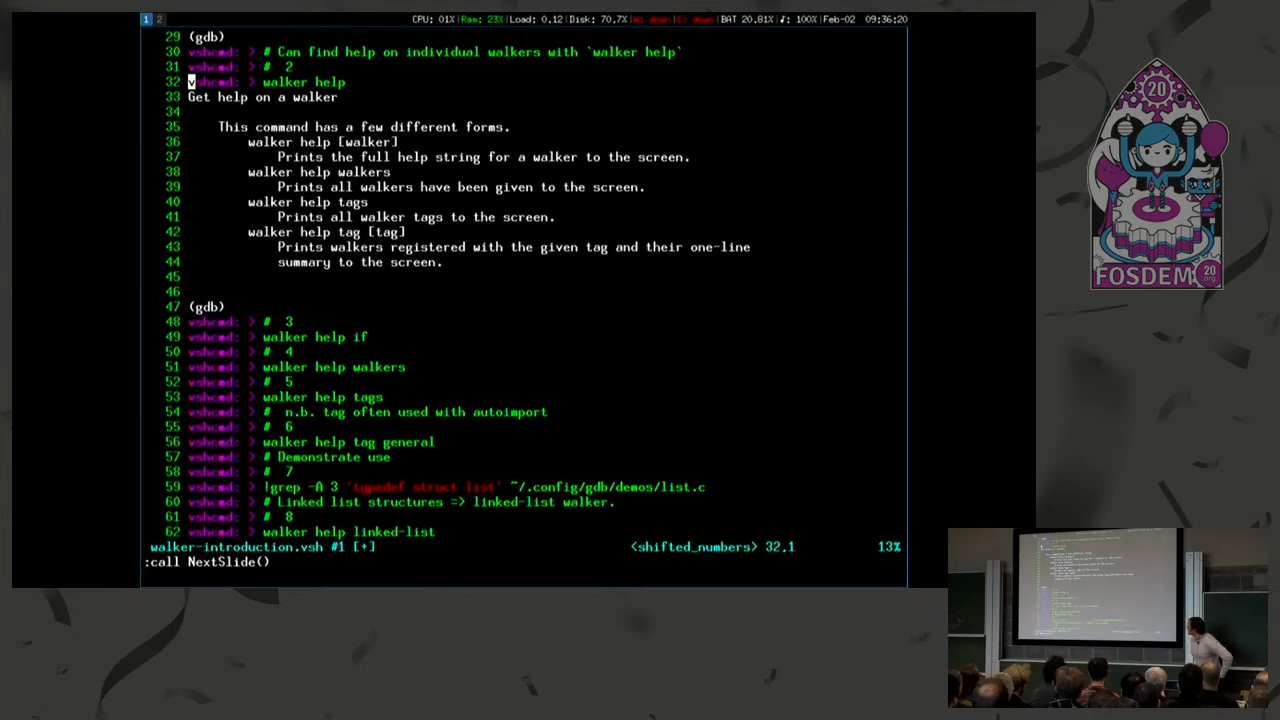 1 2 CPU: 01%|Ram: 23%|Load: 0.12|Disk: 70.7%|W: down|E: down|BAT 20.81%|♪: 100%|Feb-02 09:36:20
29 (gdb)
30 vshcmd: > # Can find help on individual walkers with `walker help`
31 vshcmd: > # 2
32 vshcmd: > walker help
33 Get help on a walker
34
35 This command has a few different forms.
36 walker help [walker]
37 Prints the full help string for a walker to the screen.
38 walker help walkers
39 Prints all walkers have been given to the screen.
40 walker help tags
41 Prints all walker tags to the screen.
42 walker help tag [tag]
43 Prints walkers registered with the given tag and their one-line
44 summary to the screen.
45
46
47 (gdb)
48 vshcmd: > # 3
49 vshcmd: > walker help if
50 vshcmd: > # 4
51 vshcmd: > walker help walkers
52 vshcmd: > # 5
53 vshcmd: > walker help tags
54 vshcmd: > # n.b. tag often used with autoimport
55 vshcmd: > # 6
56 vshcmd: > walker help tag general
57 vshcmd: > # Demonstrate use
58 vshcmd: > # 7
59 vshcmd: > !grep -A 3 'typedef struct list' ~/.config/gdb/demos/list.c
60 vshcmd: > # Linked list structures => linked-list walker.
61 vshcmd: > # 8
62 vshcmd: > walker help linked-list
walker-introduction.vsh #1 [+] <shifted_numbers> 32,1 13%
:call NextSlide()
20
FOSDEM 20
.org